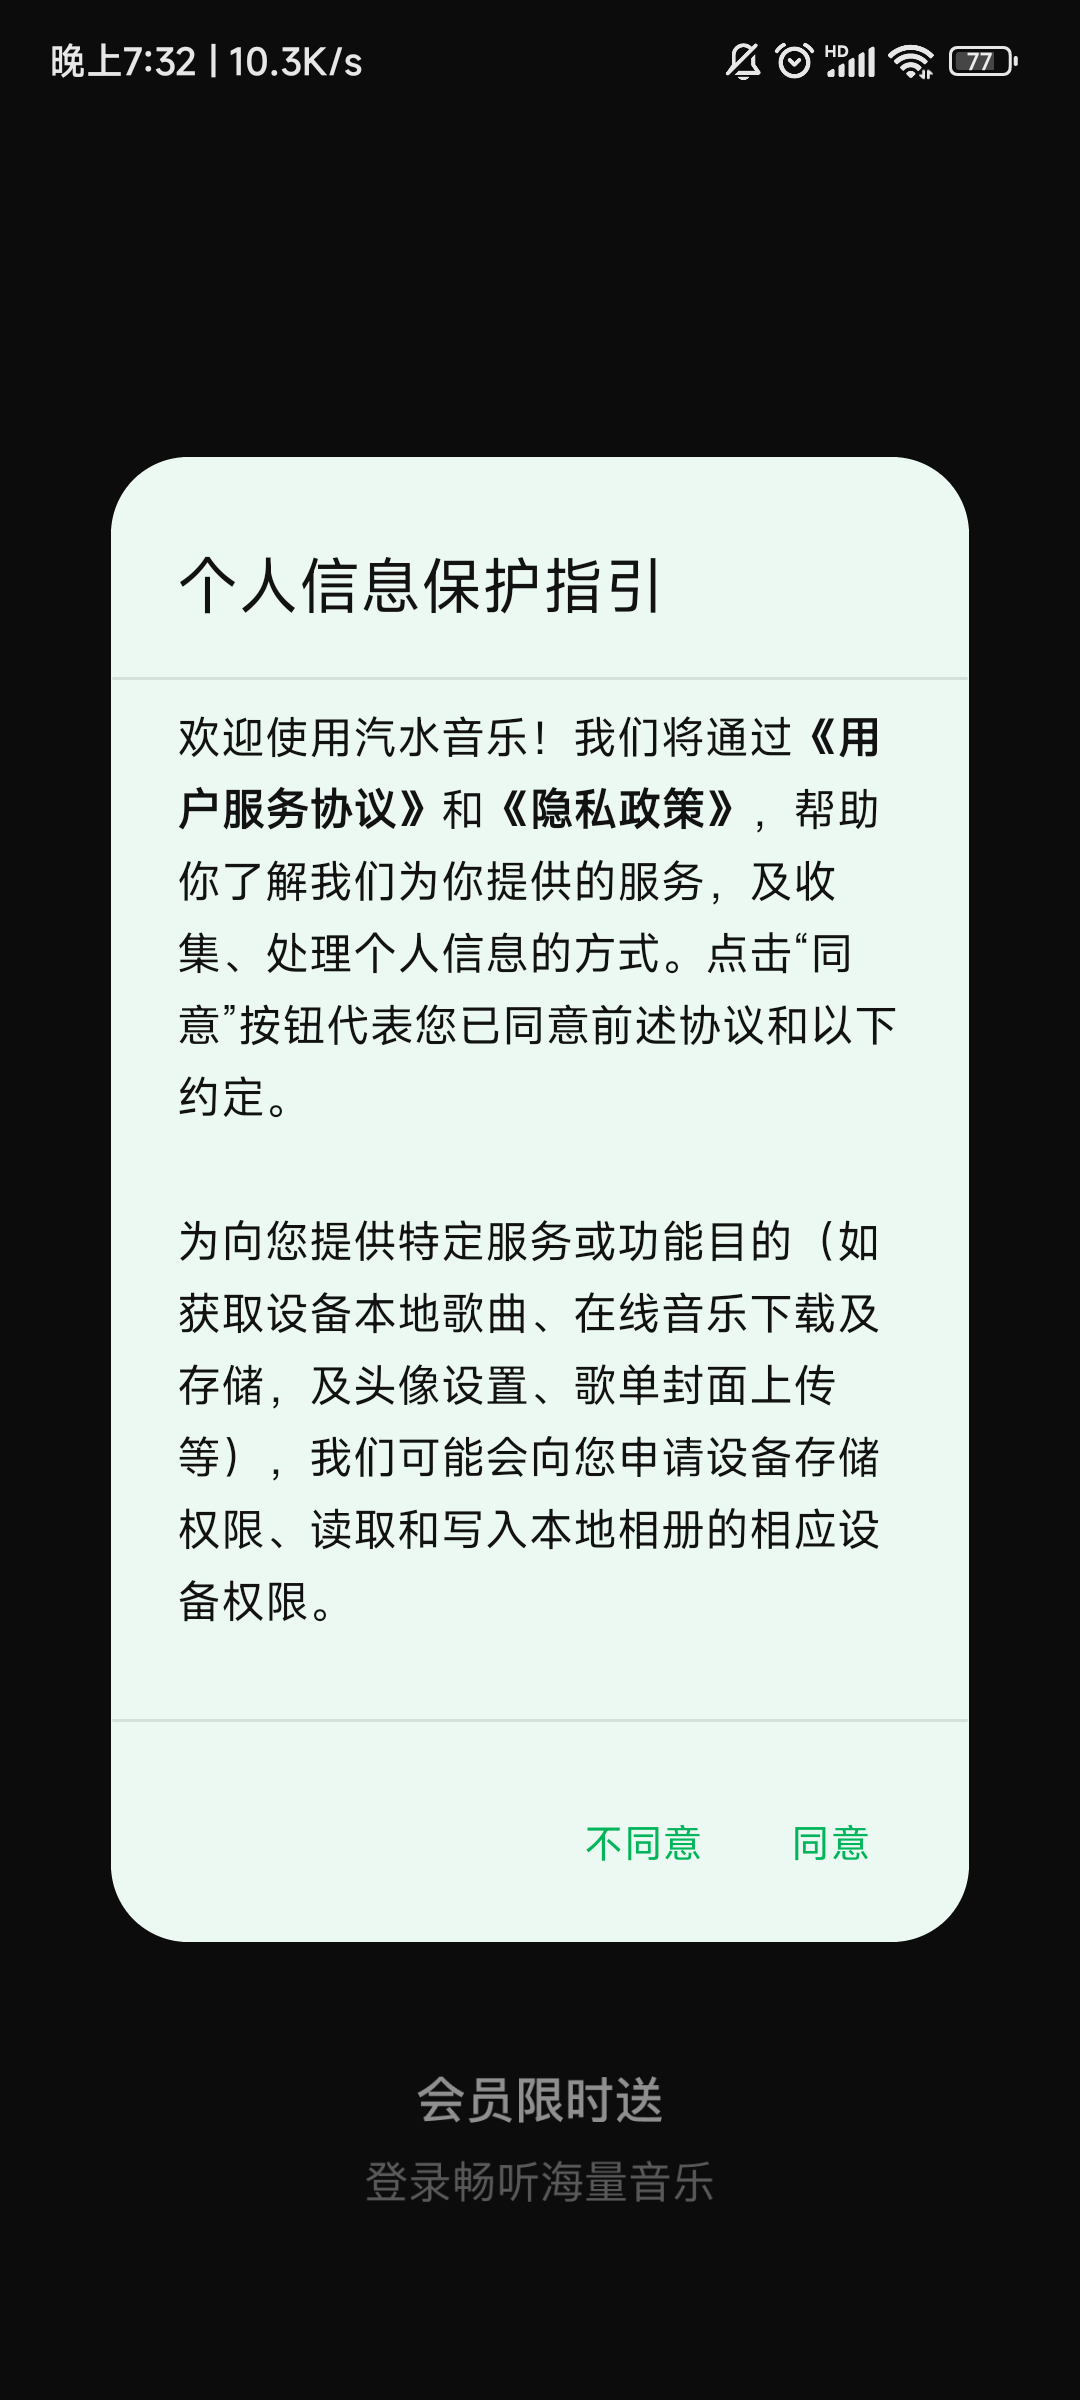 晚上7:32 | 10.3K/s
HD
77
个人信息保护指引
欢迎使用汽水音乐！我们将通过《用
户服务协议》和《隐私政策》，帮助
你了解我们为你提供的服务，及收
集、处理个人信息的方式。点击“同
意”按钮代表您已同意前述协议和以下
约定。
为向您提供特定服务或功能目的（如
获取设备本地歌曲、在线音乐下载及
存储，及头像设置、歌单封面上传
等），我们可能会向您申请设备存储
权限、读取和写入本地相册的相应设
备权限。
不同意 同意
会员限时送
登录畅听海量音乐